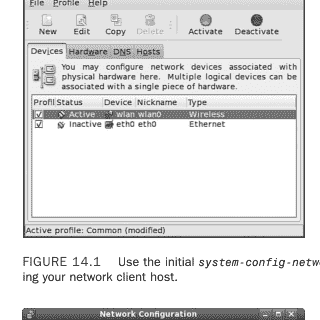 File Profile Help
New Edit Copy Delete Activate Deactivate
Devices Hardware DNS Hosts
You may configure network devices associated with
physical hardware here. Multiple logical devices can be
associated with a single piece of hardware.
Profil Status Device Nickname Type
Active wlan wlan0 Wireless
Inactive eth0 eth0 Ethernet
Active profile: Common (modified)
FIGURE 14.1 Use the initial system-config-netw
ing your network client host.
Network Configuration